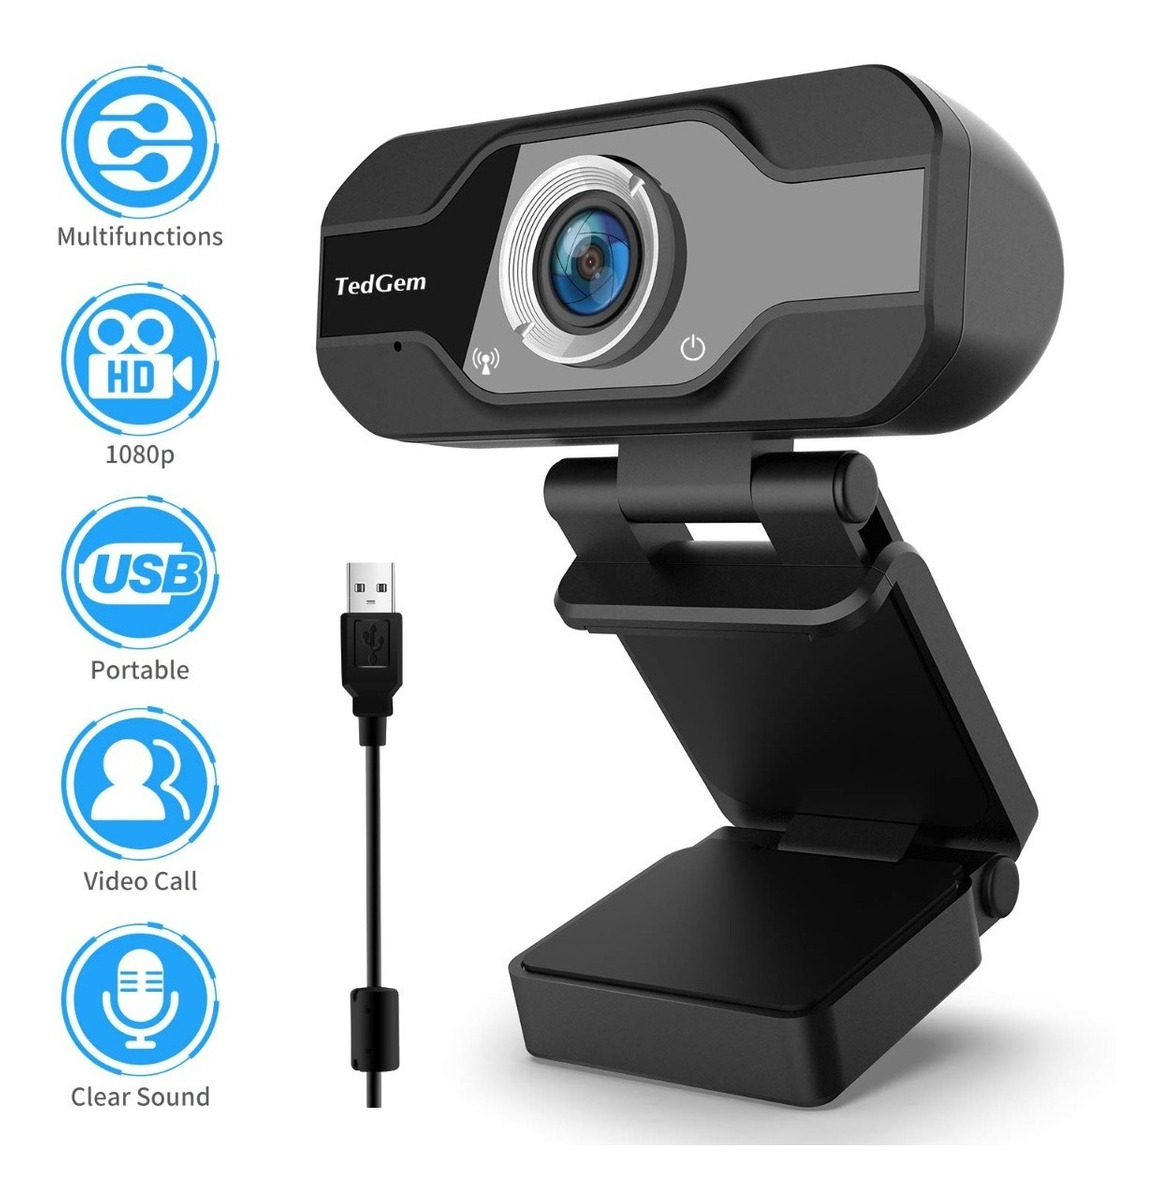 Multifunctions
HD
1080p
USB
Portable
Video Call
Clear Sound
TedGem